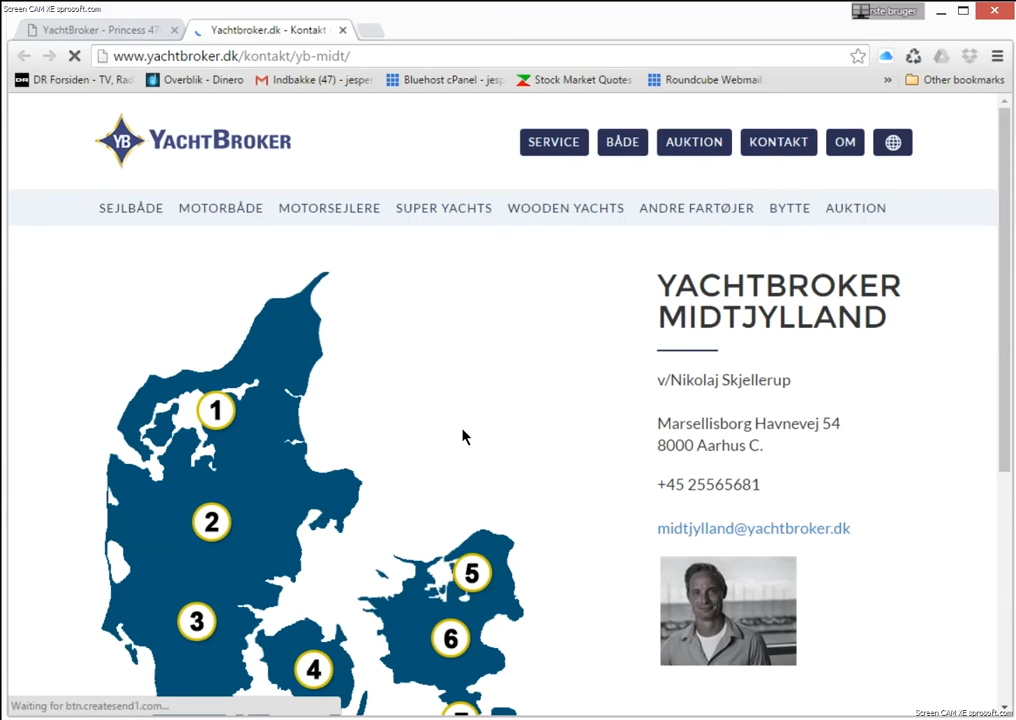 Screen CAM XE sprosoft.com
rste bruger
YachtBroker - Princess 47
Yachtbroker.dk - Kontakt
www.yachtbroker.dk/kontakt/yb-midt/
DR Forsiden - TV, Rad
Overblik - Dinero
Indbakke (47) - jesper
Bluehost cPanel - jesp
Stock Market Quotes
Roundcube Webmail
»
Other bookmarks
YB YACHTBROKER
SERVICE
BÅDE
AUKTION
KONTAKT
OM
SEJLBÅDE
MOTORBÅDE
MOTORSEJLERE
SUPER YACHTS
WOODEN YACHTS
ANDRE FARTØJER
BYTTE
AUKTION
YACHTBROKER
MIDTJYLLAND
v/Nikolaj Skjellerup
Marsellisborg Havnevej 54
8000 Aarhus C.
+45 25565681
midtjylland@yachtbroker.dk
1
2
3
4
5
6
Waiting for btn.createsend1.com...
Screen CAM XE sprosoft.com